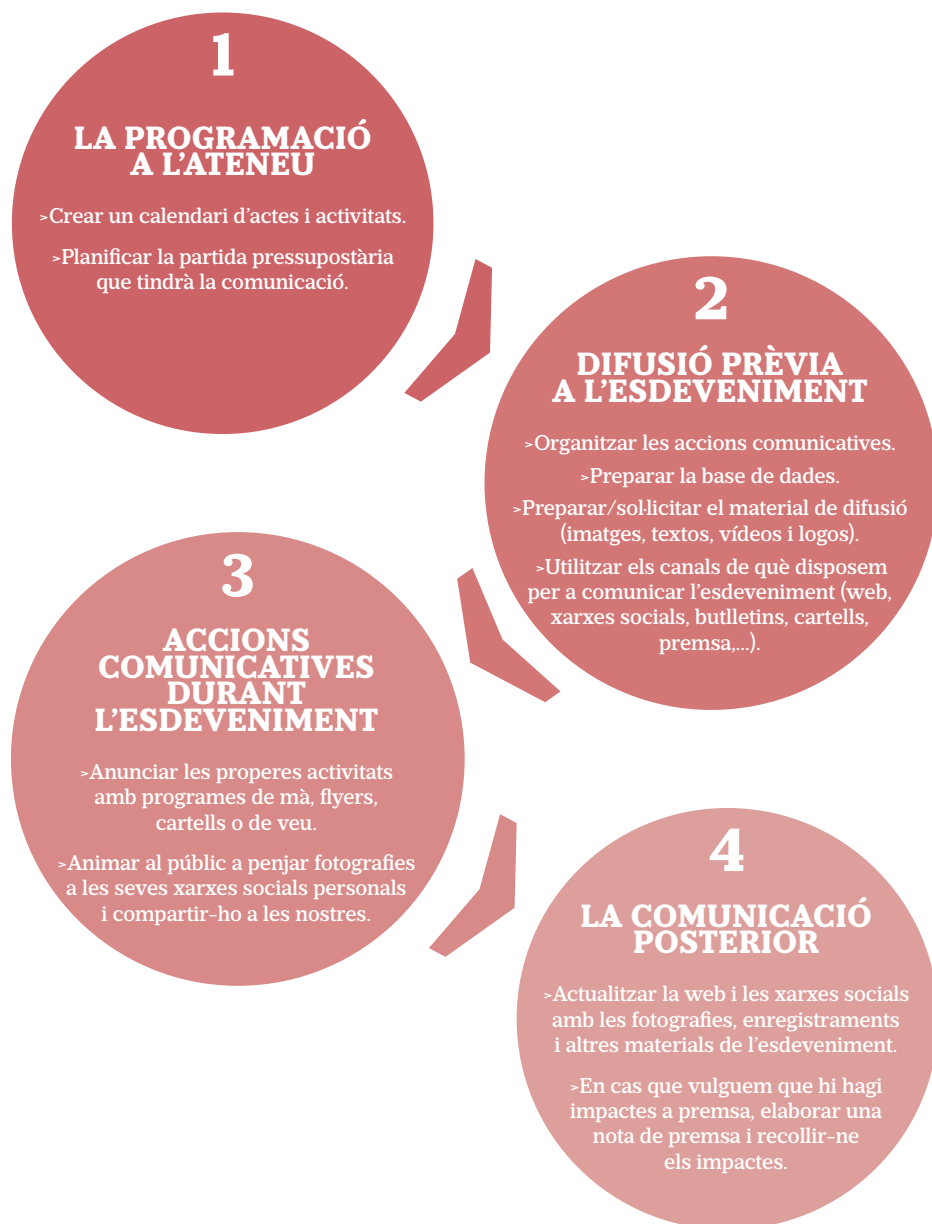 1
LA PROGRAMACIÓ
A L'ATENEU
>Crear un calendari d'actes i activitats.
>Planificar la partida pressupostària
que tindrà la comunicació.
2
DIFUSIÓ PRÈVIA
A L'ESDEVENIMENT
>Organitzar les accions comunicatives.
>Preparar la base de dades.
>Preparar/sol·licitar el material de difusió
(imatges, textos, vídeos i logos).
>Utilitzar els canals de què disposem
per a comunicar l'esdeveniment (web,
xarxes socials, butlletins, cartells,
premsa,...).
3
ACCIONS
COMUNICATIVES
DURANT
L'ESDEVENIMENT
>Anunciar les properes activitats
amb programes de mà, flyers,
cartells o de veu.
>Animar al públic a penjar fotografies
a les seves xarxes socials personals
i compartir-ho a les nostres.
4
LA COMUNICACIÓ
POSTERIOR
>Actualitzar la web i les xarxes socials
amb les fotografies, enregistraments
i altres materials de l'esdeveniment.
>En cas que vulguem que hi hagi
impactes a premsa, elaborar una
nota de premsa i recollir-ne
els impactes.